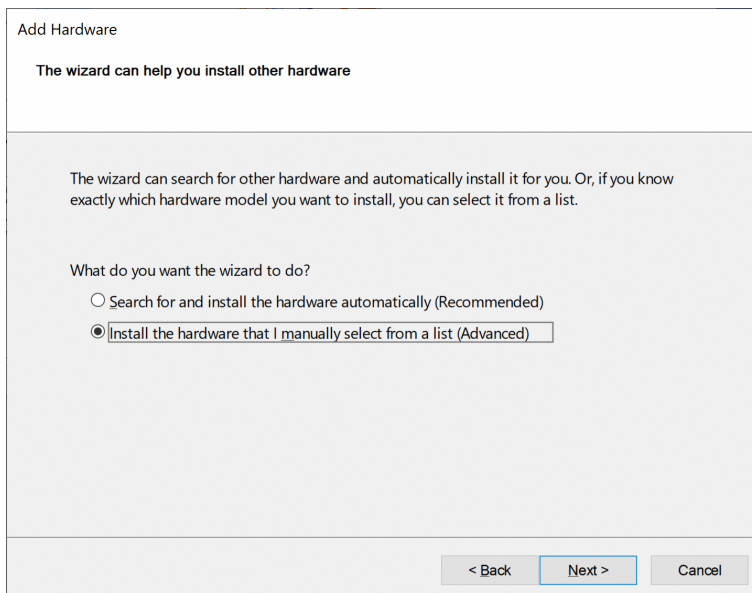 Add Hardware
The wizard can help you install other hardware
The wizard can search for other hardware and automatically install it for you. Or, if you know
exactly which hardware model you want to install, you can select it from a list.
What do you want the wizard to do?
Search for and install the hardware automatically (Recommended)
Install the hardware that I manually select from a list (Advanced)
< Back
Next >
Cancel